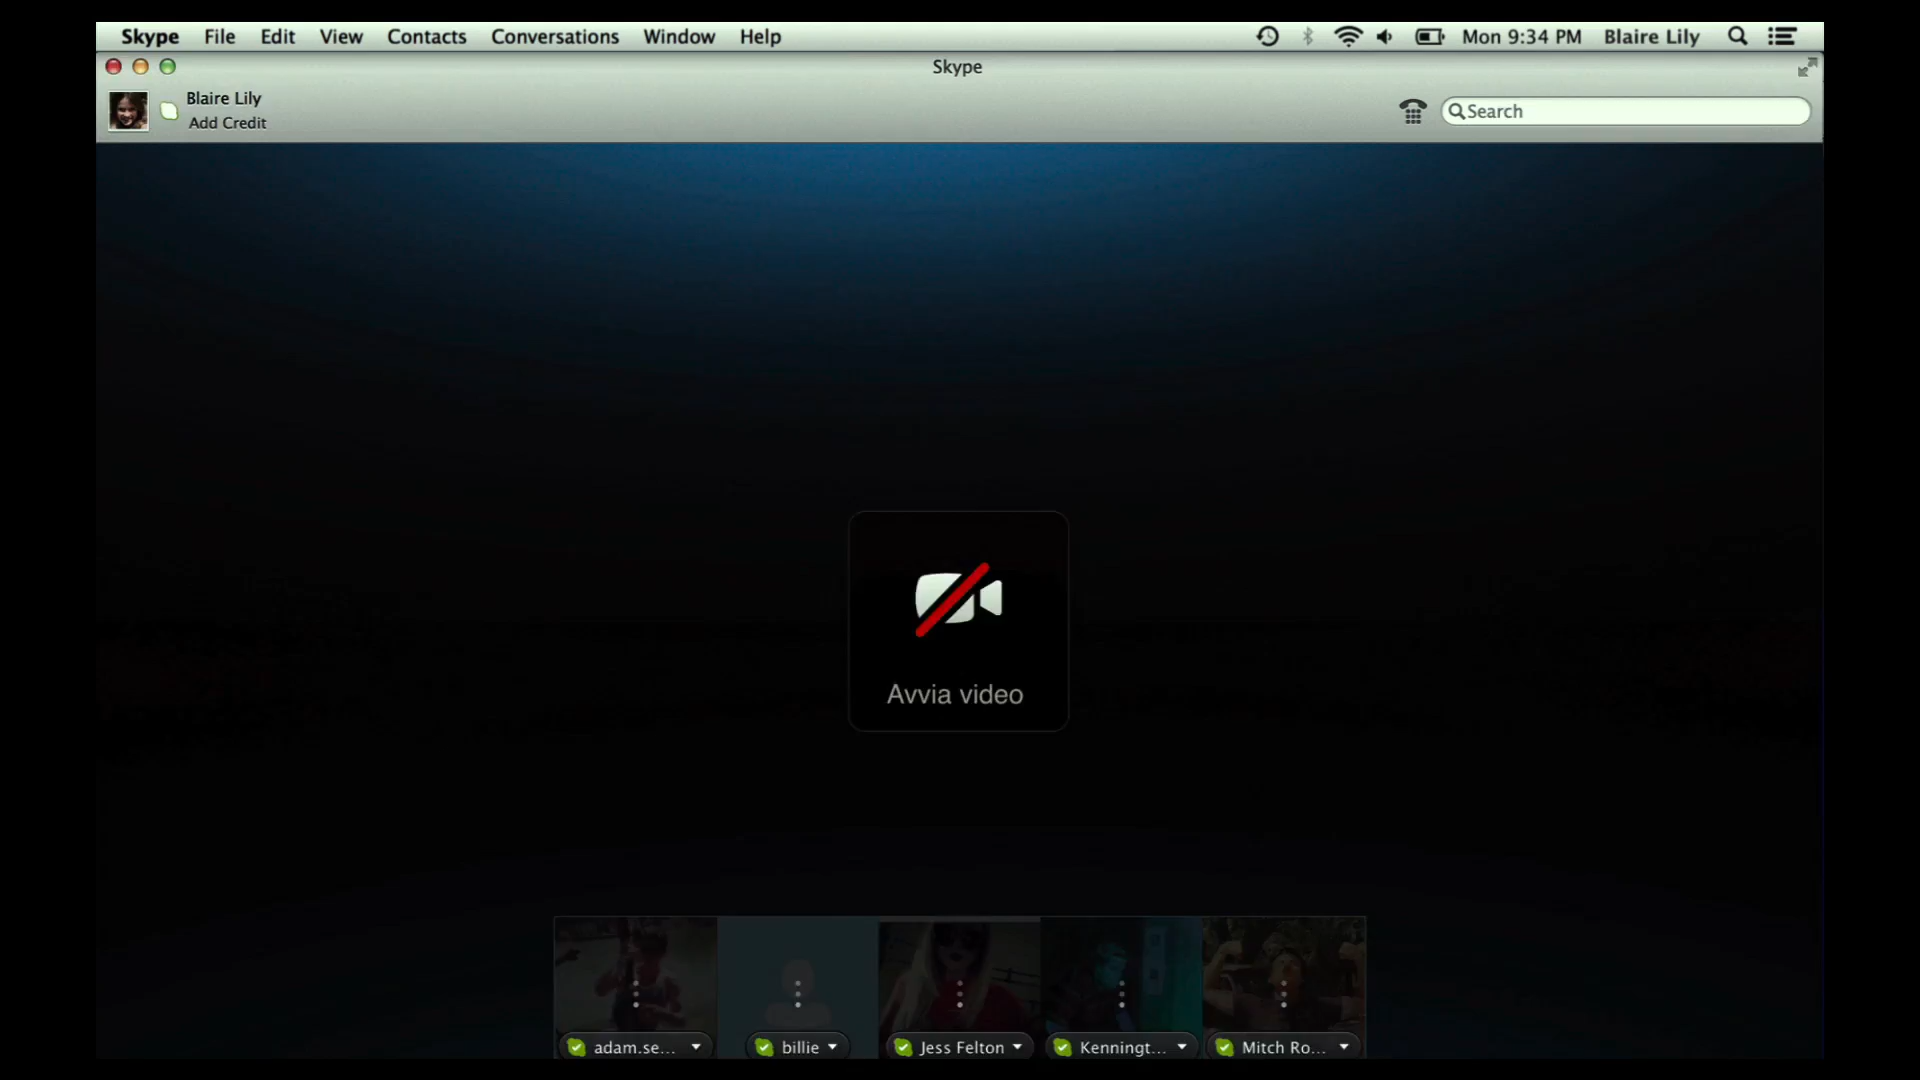 Skype File Edit View Contacts Conversations Window Help Mon 9:34 PM Blaire Lily
Skype
Blaire Lily
Add Credit
Search
Avvia video
adam.se... billie Jess Felton Kenningt... Mitch Ro...